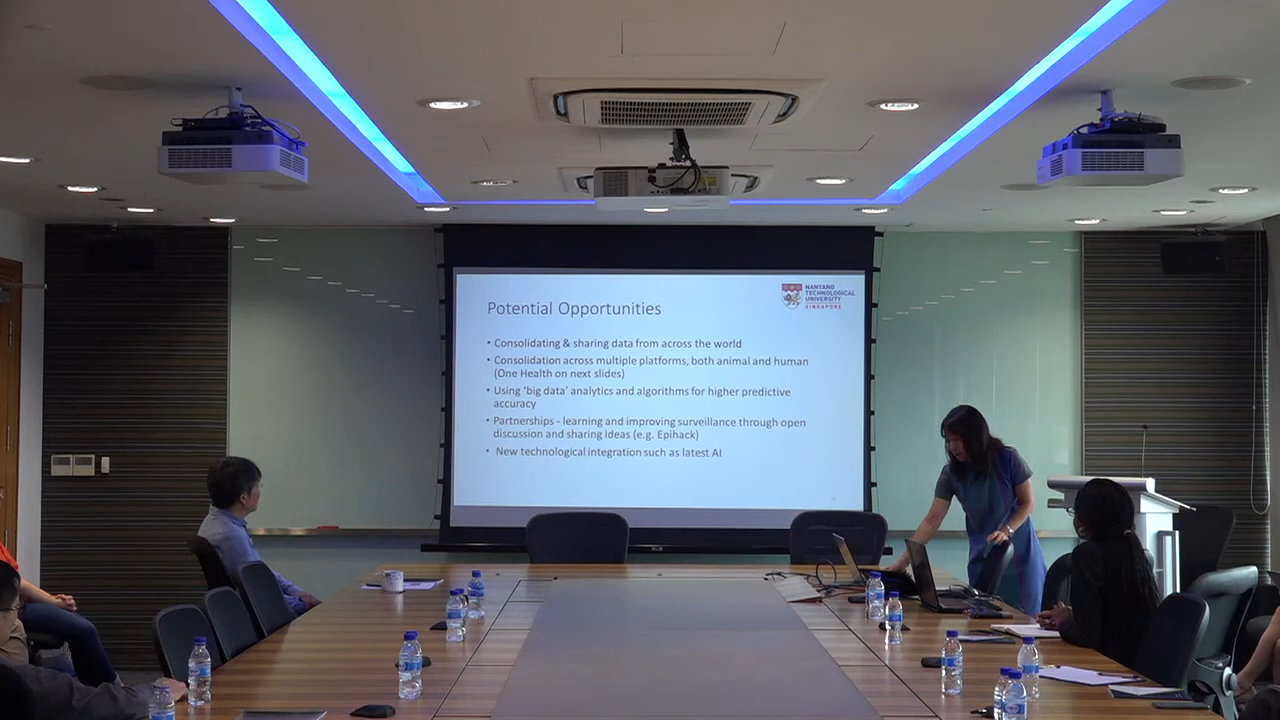 Potential Opportunities
NANYANG
TECHNOLOGICAL
UNIVERSITY
SINGAPORE
• Consolidating & sharing data from across the world
• Consolidation across multiple platforms, both animal and human
(One Health on next slides)
• Using ‘big data’ analytics and algorithms for higher predictive
accuracy
• Partnerships - learning and improving surveillance through open
discussion and sharing ideas (e.g. Epihack)
• New technological integration such as latest AI